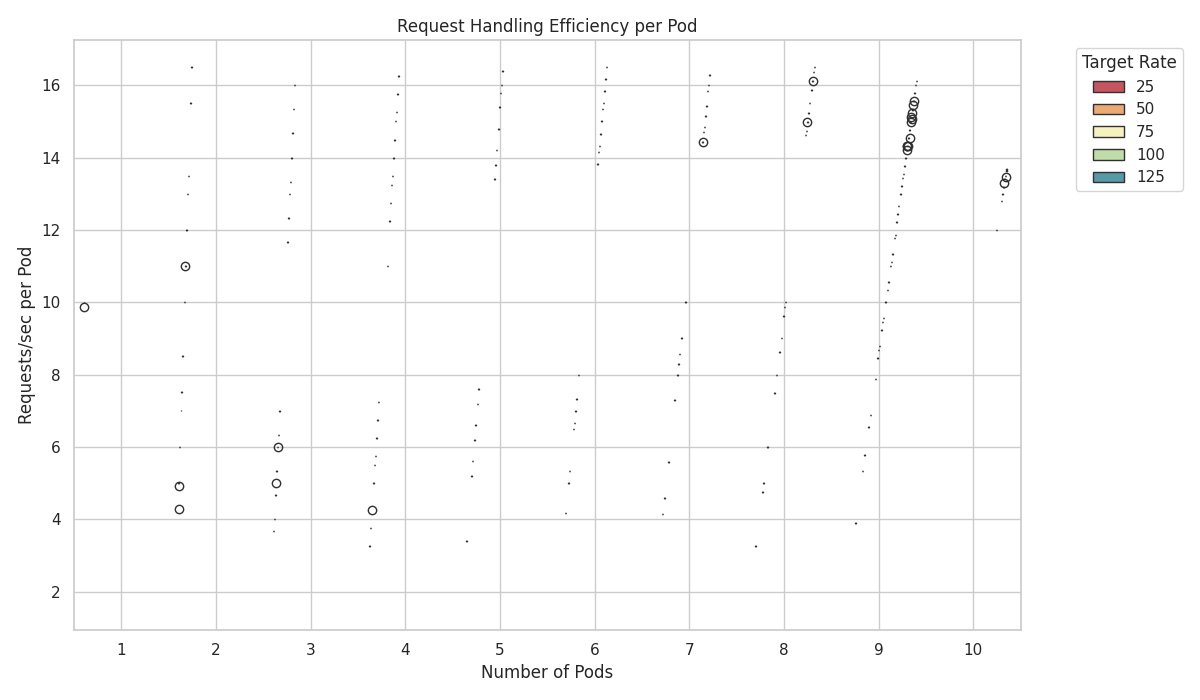 Request Handling Efficiency per Pod
Requests/sec per Pod
16
14
12
10
8
6
4
2
1 2 3 4 5 6 7 8 9 10
Number of Pods
Target Rate
25
50
75
100
125